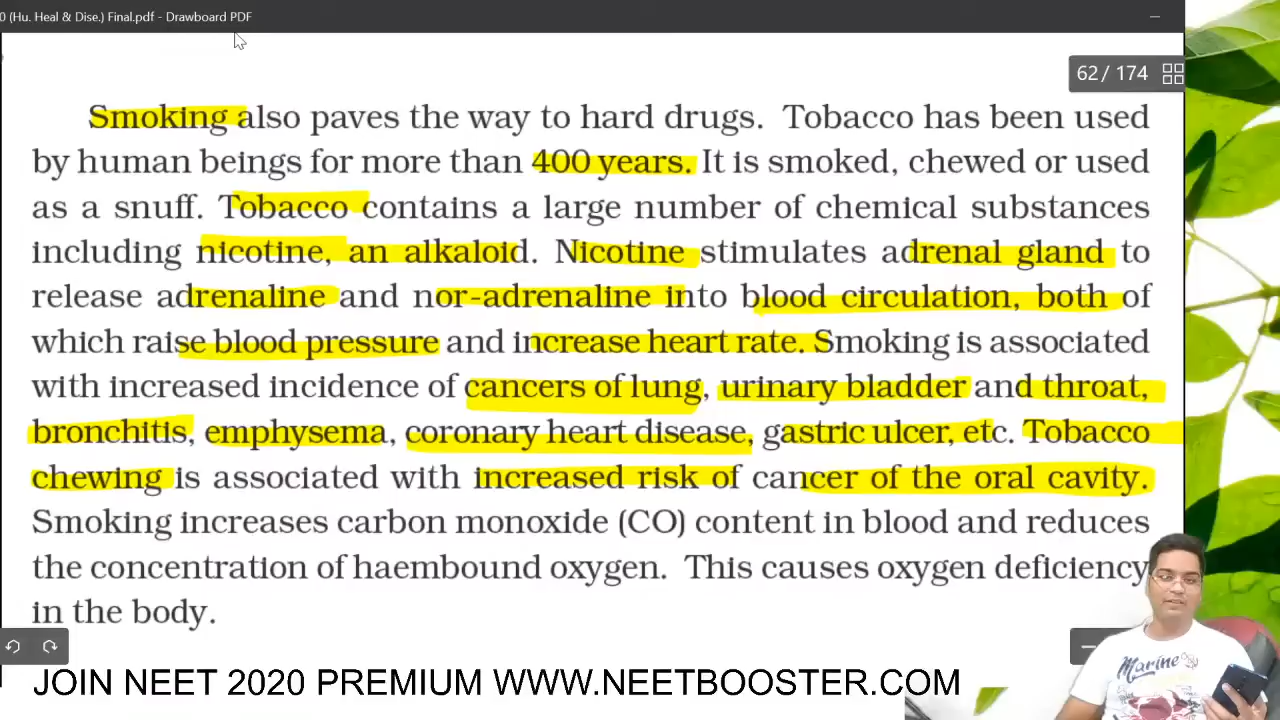 0 (Hu. Heal & Dise.) Final.pdf - Drawboard PDF
62 / 174
Smoking also paves the way to hard drugs. Tobacco has been used
by human beings for more than 400 years. It is smoked, chewed or used
as a snuff. Tobacco contains a large number of chemical substances
including nicotine, an alkaloid. Nicotine stimulates adrenal gland to
release adrenaline and nor-adrenaline into blood circulation, both of
which raise blood pressure and increase heart rate. Smoking is associated
with increased incidence of cancers of lung, urinary bladder and throat,
bronchitis, emphysema, coronary heart disease, gastric ulcer, etc. Tobacco
chewing is associated with increased risk of cancer of the oral cavity.
Smoking increases carbon monoxide (CO) content in blood and reduces
the concentration of haembound oxygen. This causes oxygen deficiency
in the body.
Marine
JOIN NEET 2020 PREMIUM WWW.NEETBOOSTER.COM